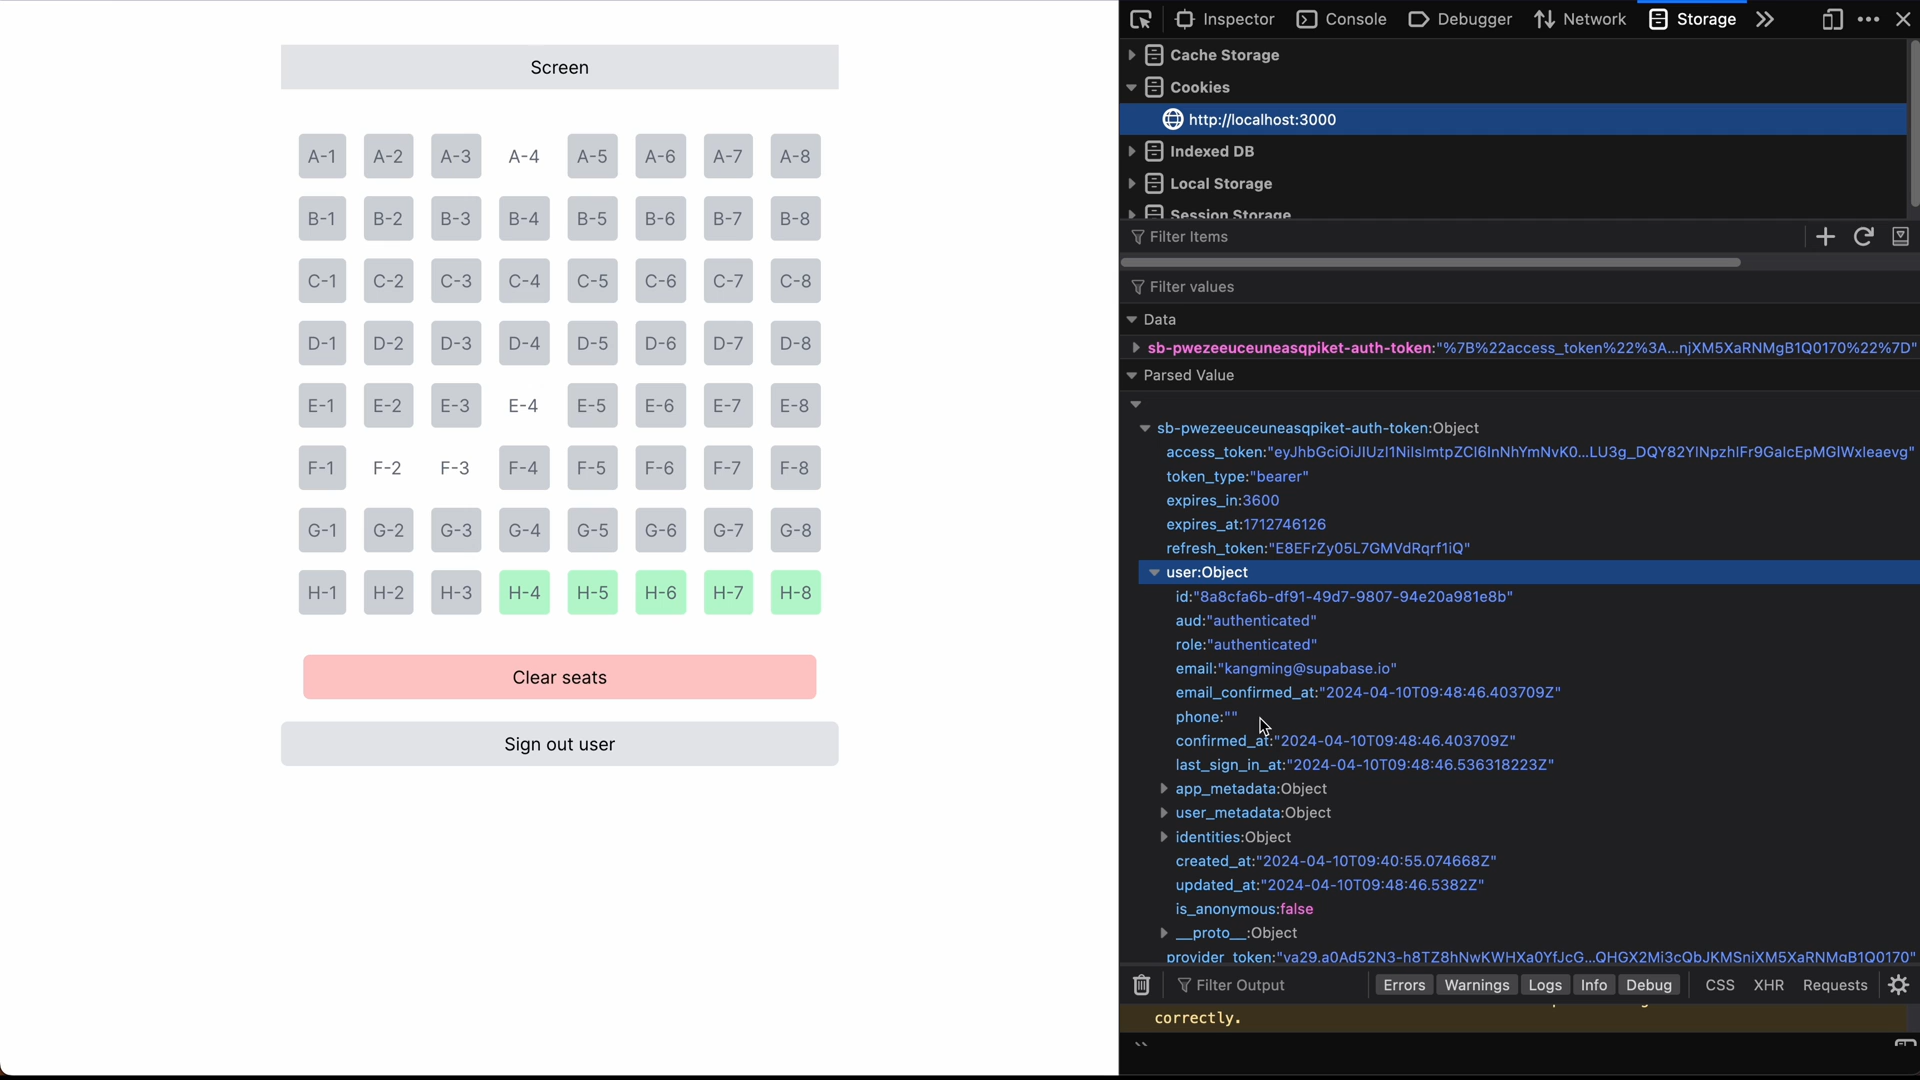 Screen
A-1 A-2 A-3 A-4 A-5 A-6 A-7 A-8
B-1 B-2 B-3 B-4 B-5 B-6 B-7 B-8
C-1 C-2 C-3 C-4 C-5 C-6 C-7 C-8
D-1 D-2 D-3 D-4 D-5 D-6 D-7 D-8
E-1 E-2 E-3 E-4 E-5 E-6 E-7 E-8
F-1 F-2 F-3 F-4 F-5 F-6 F-7 F-8
G-1 G-2 G-3 G-4 G-5 G-6 G-7 G-8
H-1 H-2 H-3 H-4 H-5 H-6 H-7 H-8
Clear seats
Sign out user
Inspector Console Debugger Network Storage
Cache Storage
Cookies
http://localhost:3000
Indexed DB
Local Storage
Session Storage
Filter Items
Filter values
Data
sb-pwezeeuceuneasqpiket-auth-token:"%7B%22access_token%22%3A...njXM5XaRNMgB1Q0170%22%7D"
Parsed Value
sb-pwezeeuceuneasqpiket-auth-token:Object
access_token:"eyJhbGciOiJIUzI1NiIsImtpZCI6InNhYmNvK0...LU3g_DQY82YINpzhIFr9GaIcEpMGIWxIeaevg"
token_type:"bearer"
expires_in:3600
expires_at:1712746126
refresh_token:"E8EFrZy05L7GMVdRqrf1iQ"
user:Object
id:"8a8cfa6b-df91-49d7-9807-94e20a981e8b"
aud:"authenticated"
role:"authenticated"
email:"kangming@supabase.io"
email_confirmed_at:"2024-04-10T09:48:46.403709Z"
phone:""
confirmed_at:"2024-04-10T09:48:46.403709Z"
last_sign_in_at:"2024-04-10T09:48:46.536318223Z"
app_metadata:Object
user_metadata:Object
identities:Object
created_at:"2024-04-10T09:40:55.074668Z"
updated_at:"2024-04-10T09:48:46.5382Z"
is_anonymous:false
__proto__:Object
provider_token:"ya29.a0Ad52N3-h8TZ8hNwKWHXa0YfJcG...QHGX2Mi3cQbJKMSnjXM5XaRNMgB1Q0170"
Filter Output Errors Warnings Logs Info Debug CSS XHR Requests
correctly.